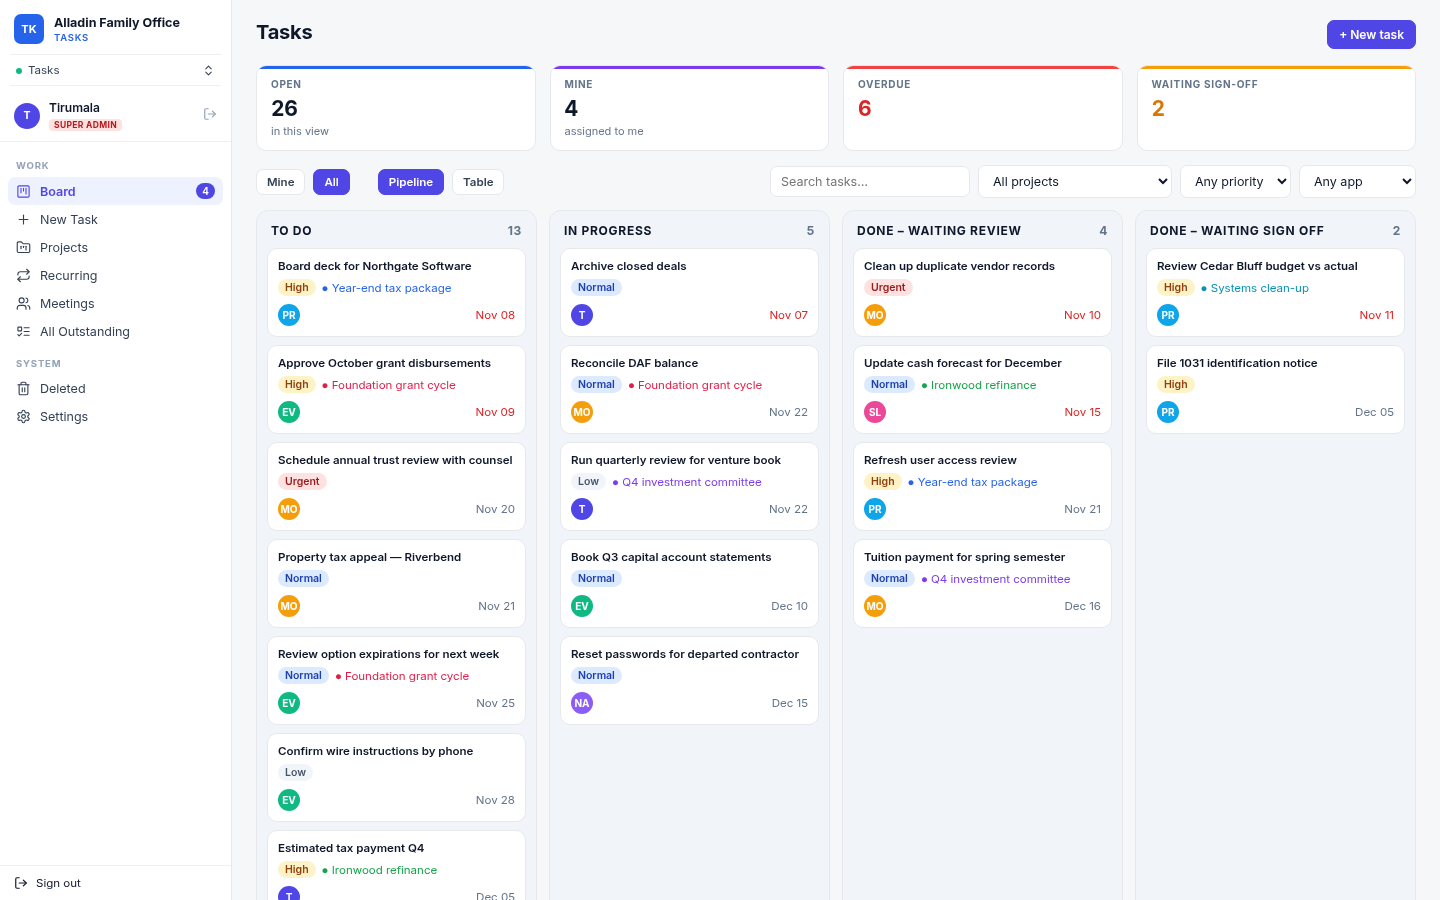 TK
Alladin Family Office
TASKS
Tasks
T
Tirumala
SUPER ADMIN
WORK
Board 4
New Task
Projects
Recurring
Meetings
All Outstanding
SYSTEM
Deleted
Settings
Sign out
Tasks
+ New task
OPEN
26
in this view
MINE
4
assigned to me
OVERDUE
6
WAITING SIGN-OFF
2
Mine All Pipeline Table
Search tasks... All projects Any priority Any app
TO DO 13
Board deck for Northgate Software
High • Year-end tax package
PR Nov 08
Approve October grant disbursements
High • Foundation grant cycle
EV Nov 09
Schedule annual trust review with counsel
Urgent
MO Nov 20
Property tax appeal — Riverbend
Normal
MO Nov 21
Review option expirations for next week
Normal • Foundation grant cycle
EV Nov 25
Confirm wire instructions by phone
Low
EV Nov 28
Estimated tax payment Q4
High • Ironwood refinance
T Dec 05
IN PROGRESS 5
Archive closed deals
Normal
T Nov 07
Reconcile DAF balance
Normal • Foundation grant cycle
MO Nov 22
Run quarterly review for venture book
Low • Q4 investment committee
T Nov 22
Book Q3 capital account statements
Normal
EV Dec 10
Reset passwords for departed contractor
Normal
NA Dec 15
DONE – WAITING REVIEW 4
Clean up duplicate vendor records
Urgent
MO Nov 10
Update cash forecast for December
Normal • Ironwood refinance
SL Nov 15
Refresh user access review
High • Year-end tax package
PR Nov 21
Tuition payment for spring semester
Normal • Q4 investment committee
MO Dec 16
DONE – WAITING SIGN OFF 2
Review Cedar Bluff budget vs actual
High • Systems clean-up
PR Nov 11
File 1031 identification notice
High
PR Dec 05